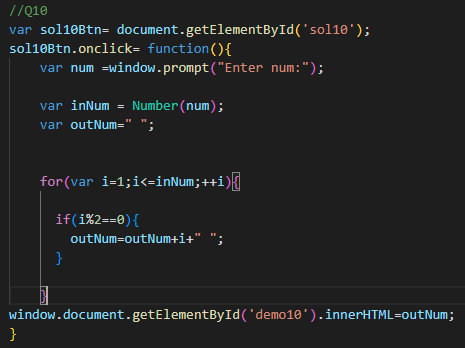 //Q10
var sol10Btn= document.getElementById('sol10');
sol10Btn.onclick= function(){
    var num =window.prompt("Enter num:");
    var inNum = Number(num);
    var outNum=" ";
    for(var i=1;i<=inNum;++i){
      if(i%2==0){
        outNum=outNum+i+" ";
      }
    }
window.document.getElementById('demo10').innerHTML=outNum;
}